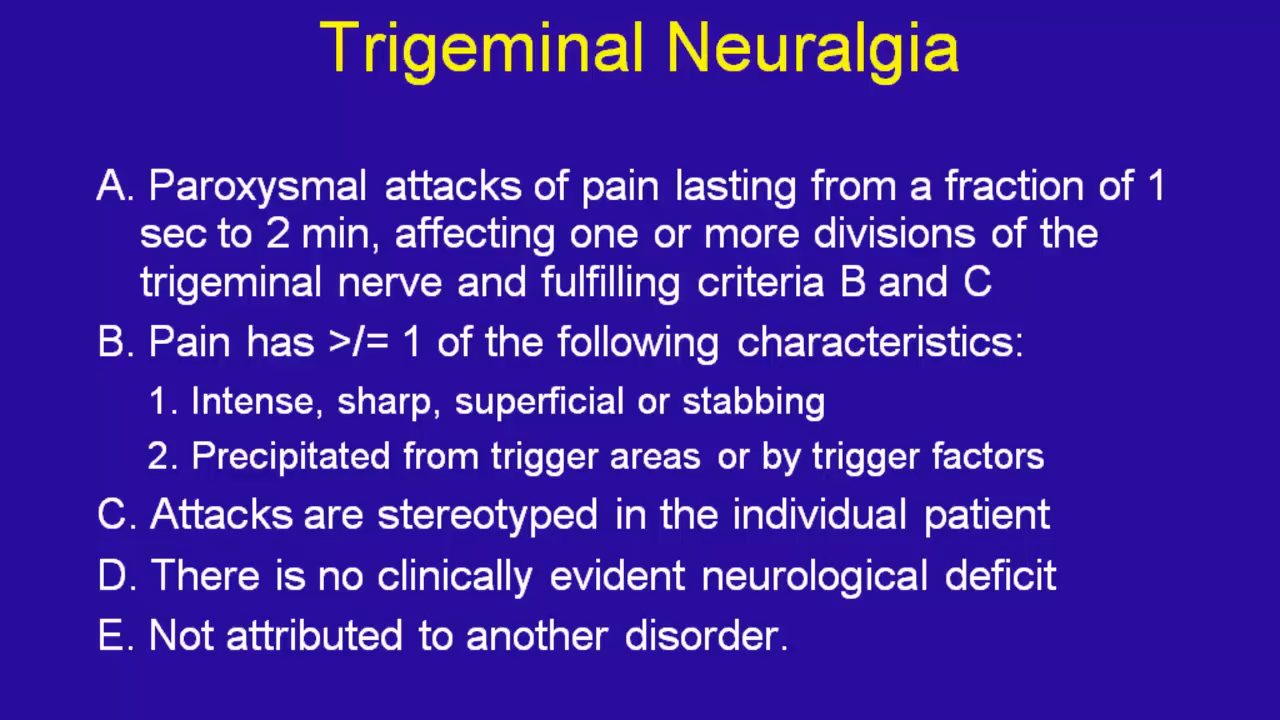 Trigeminal Neuralgia
A. Paroxysmal attacks of pain lasting from a fraction of 1
sec to 2 min, affecting one or more divisions of the
trigeminal nerve and fulfilling criteria B and C
B. Pain has >/= 1 of the following characteristics:
1. Intense, sharp, superficial or stabbing
2. Precipitated from trigger areas or by trigger factors
C. Attacks are stereotyped in the individual patient
D. There is no clinically evident neurological deficit
E. Not attributed to another disorder.